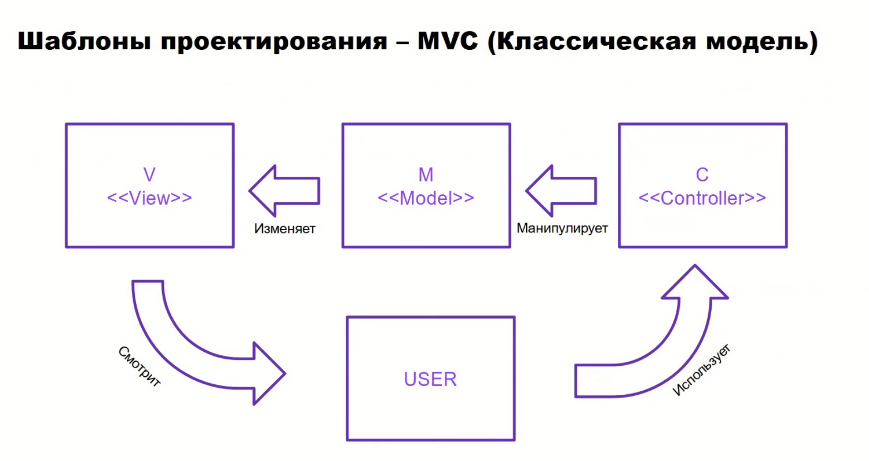 Шаблоны проектирования – MVC (Классическая модель)
V
<<View>>
Изменяет
M
<<Model>>
Манипулирует
C
<<Controller>>
Смотрит
USER
Использует